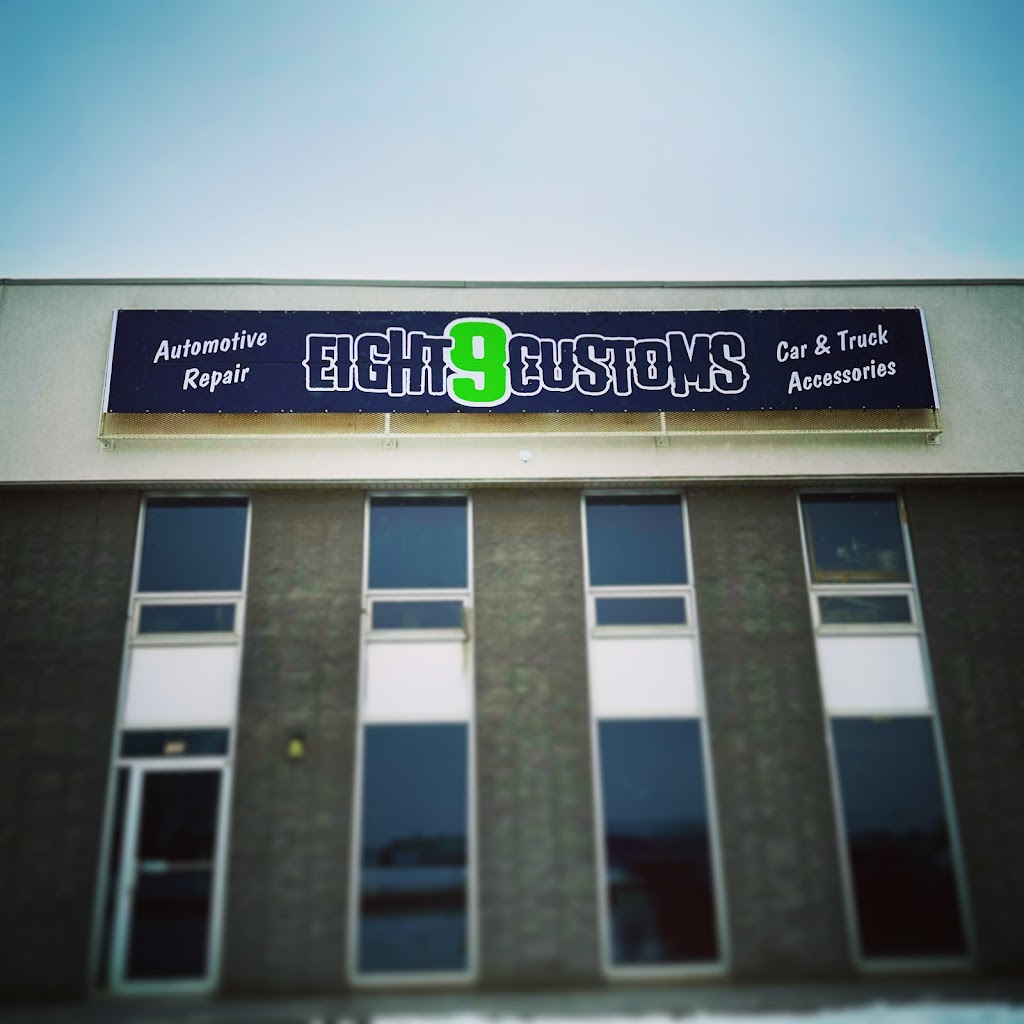 Automotive
Repair
EIGHT9CUSTOMS
Car & Truck
Accessories